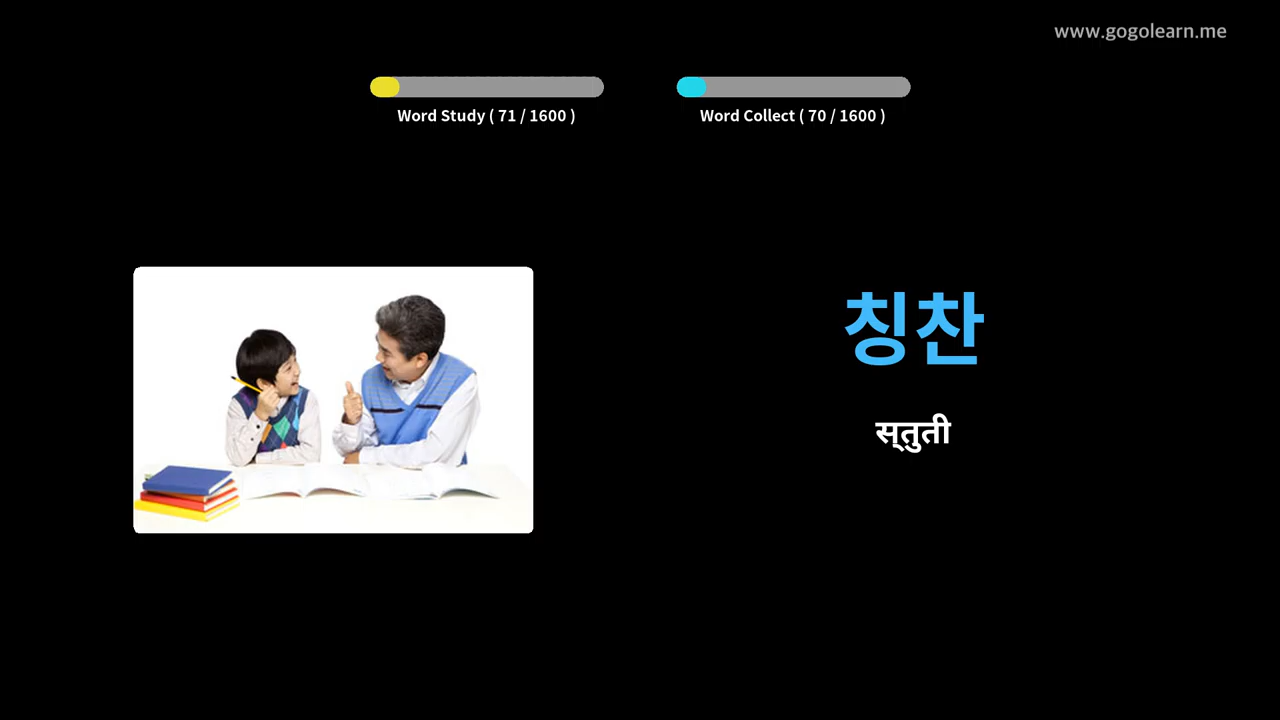 www.gogolearn.me
Word Study ( 71 / 1600 )
Word Collect ( 70 / 1600 )
칭찬
स्तुती